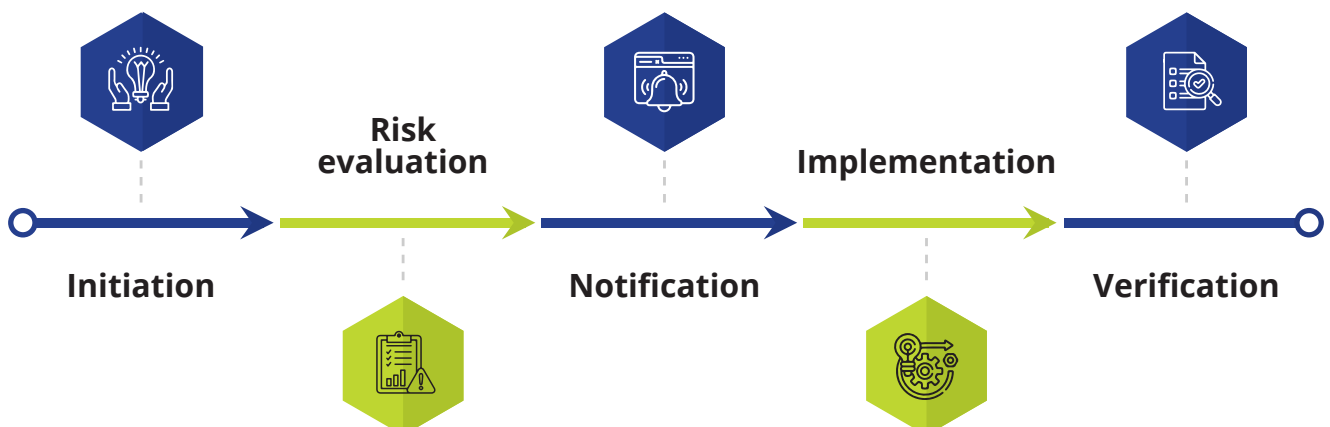 Initiation
Risk
evaluation
Notification
Implementation
Verification